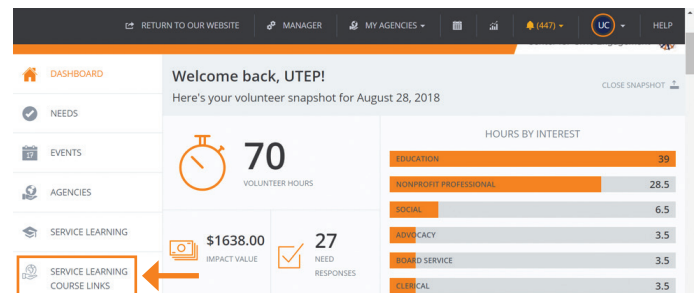 RETURN TO OUR WEBSITE MANAGER MY AGENCIES (447) UC HELP
DASHBOARD
NEEDS
17
EVENTS
AGENCIES
SERVICE LEARNING
SERVICE LEARNING
COURSE LINKS
Welcome back, UTEP!
Here's your volunteer snapshot for August 28, 2018
CLOSE SNAPSHOT
70
VOLUNTEER HOURS
$1638.00
IMPACT VALUE
27
NEED
RESPONSES
HOURS BY INTEREST
EDUCATION 39
NONPROFIT PROFESSIONAL 28.5
SOCIAL 6.5
ADVOCACY 3.5
BOARD SERVICE 3.5
CLERICAL 3.5